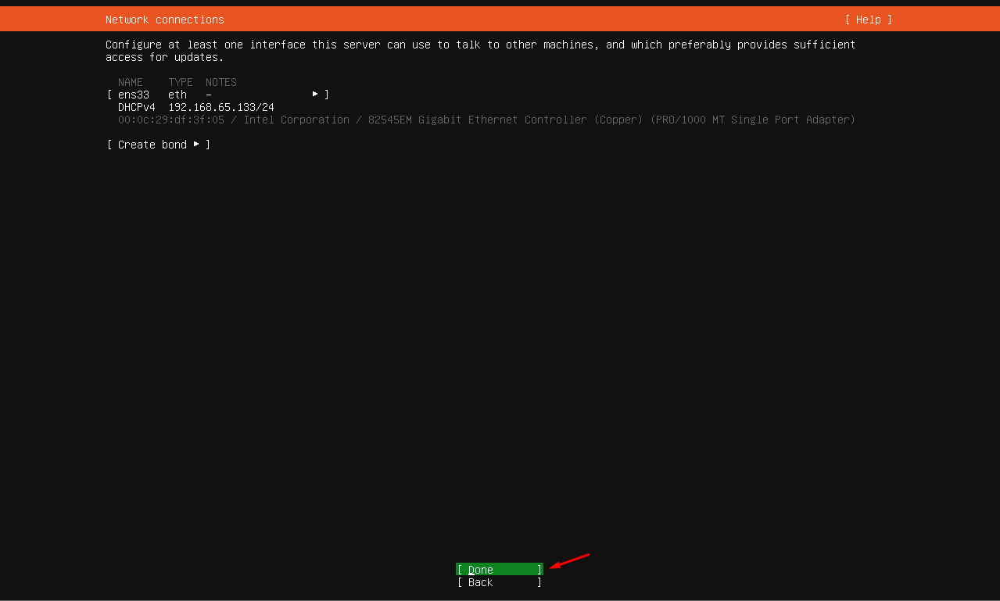 Network connections [ Help ]
Configure at least one interface this server can use to talk to other machines, and which preferably provides sufficient
access for updates.
NAME TYPE NOTES
[ ens33 eth – ▸ ]
DHCPv4 192.168.65.133/24
00:0c:29:df:3f:05 / Intel Corporation / 82545EM Gigabit Ethernet Controller (Copper) (PRO/1000 MT Single Port Adapter)
[ Create bond ▸ ]
[ Done ]
[ Back ]